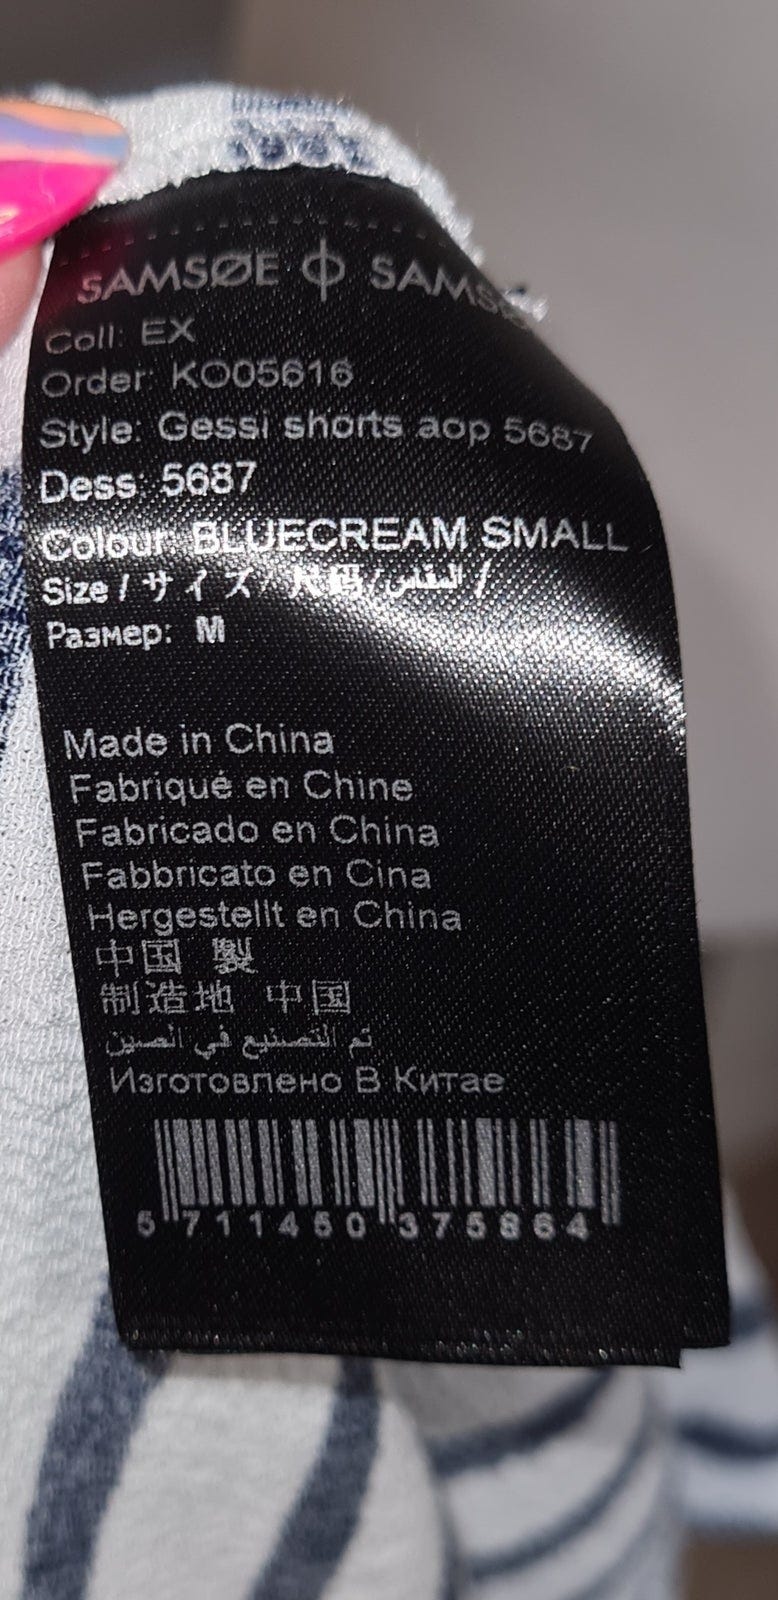 SAMSØE Φ SAMSØE
Coll: EX
Order: KO05616
Style: Gessi shorts aop 5687
Dess: 5687
Colour: BLUECREAM SMALL
Size / サイズ/ 尺码/المقاس /
Размер: M
Made in China
Fabriqué en Chine
Fabricado en China
Fabbricato en Cina
Hergestellt en China
中国 製
制造地 中国
تم التصنيع في الصين
Изготовлено В Китае
5 711450 375864